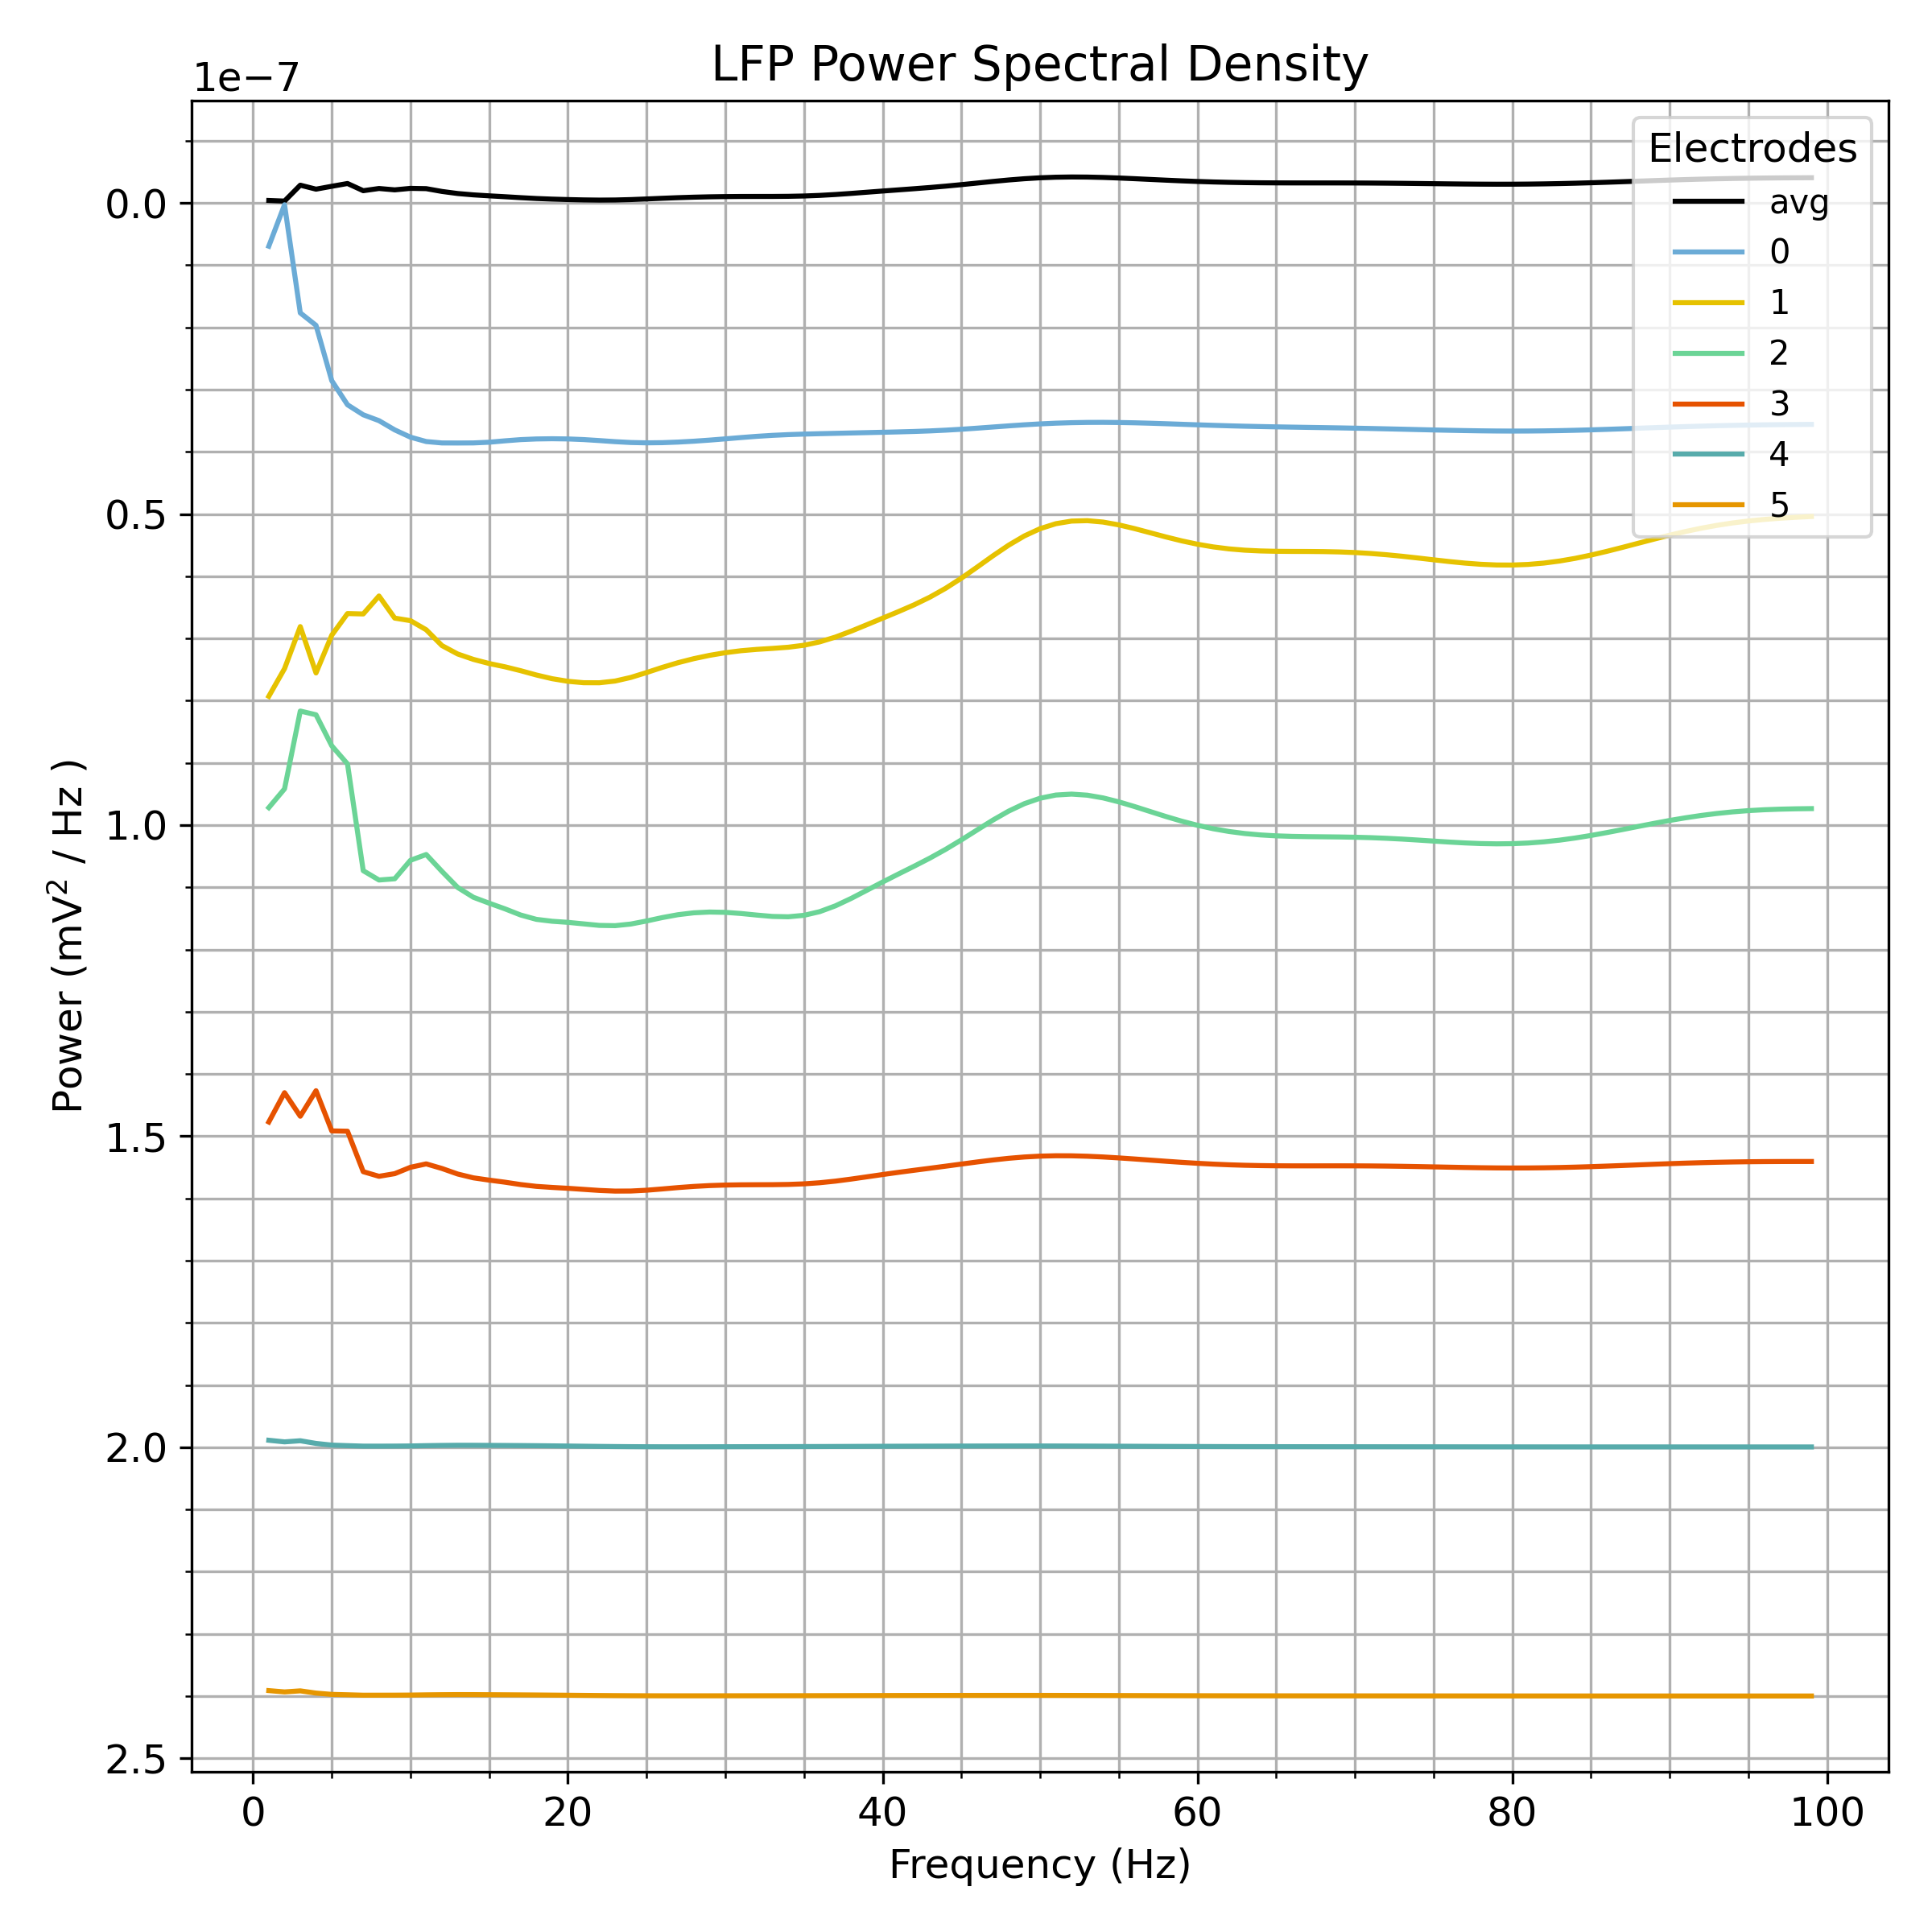 LFP Power Spectral Density
1e−7
Electrodes
avg
0
1
2
3
4
5
0.0
0.5
1.0
1.5
2.0
2.5
Power (mV² / Hz )
0 20 40 60 80 100
Frequency (Hz)